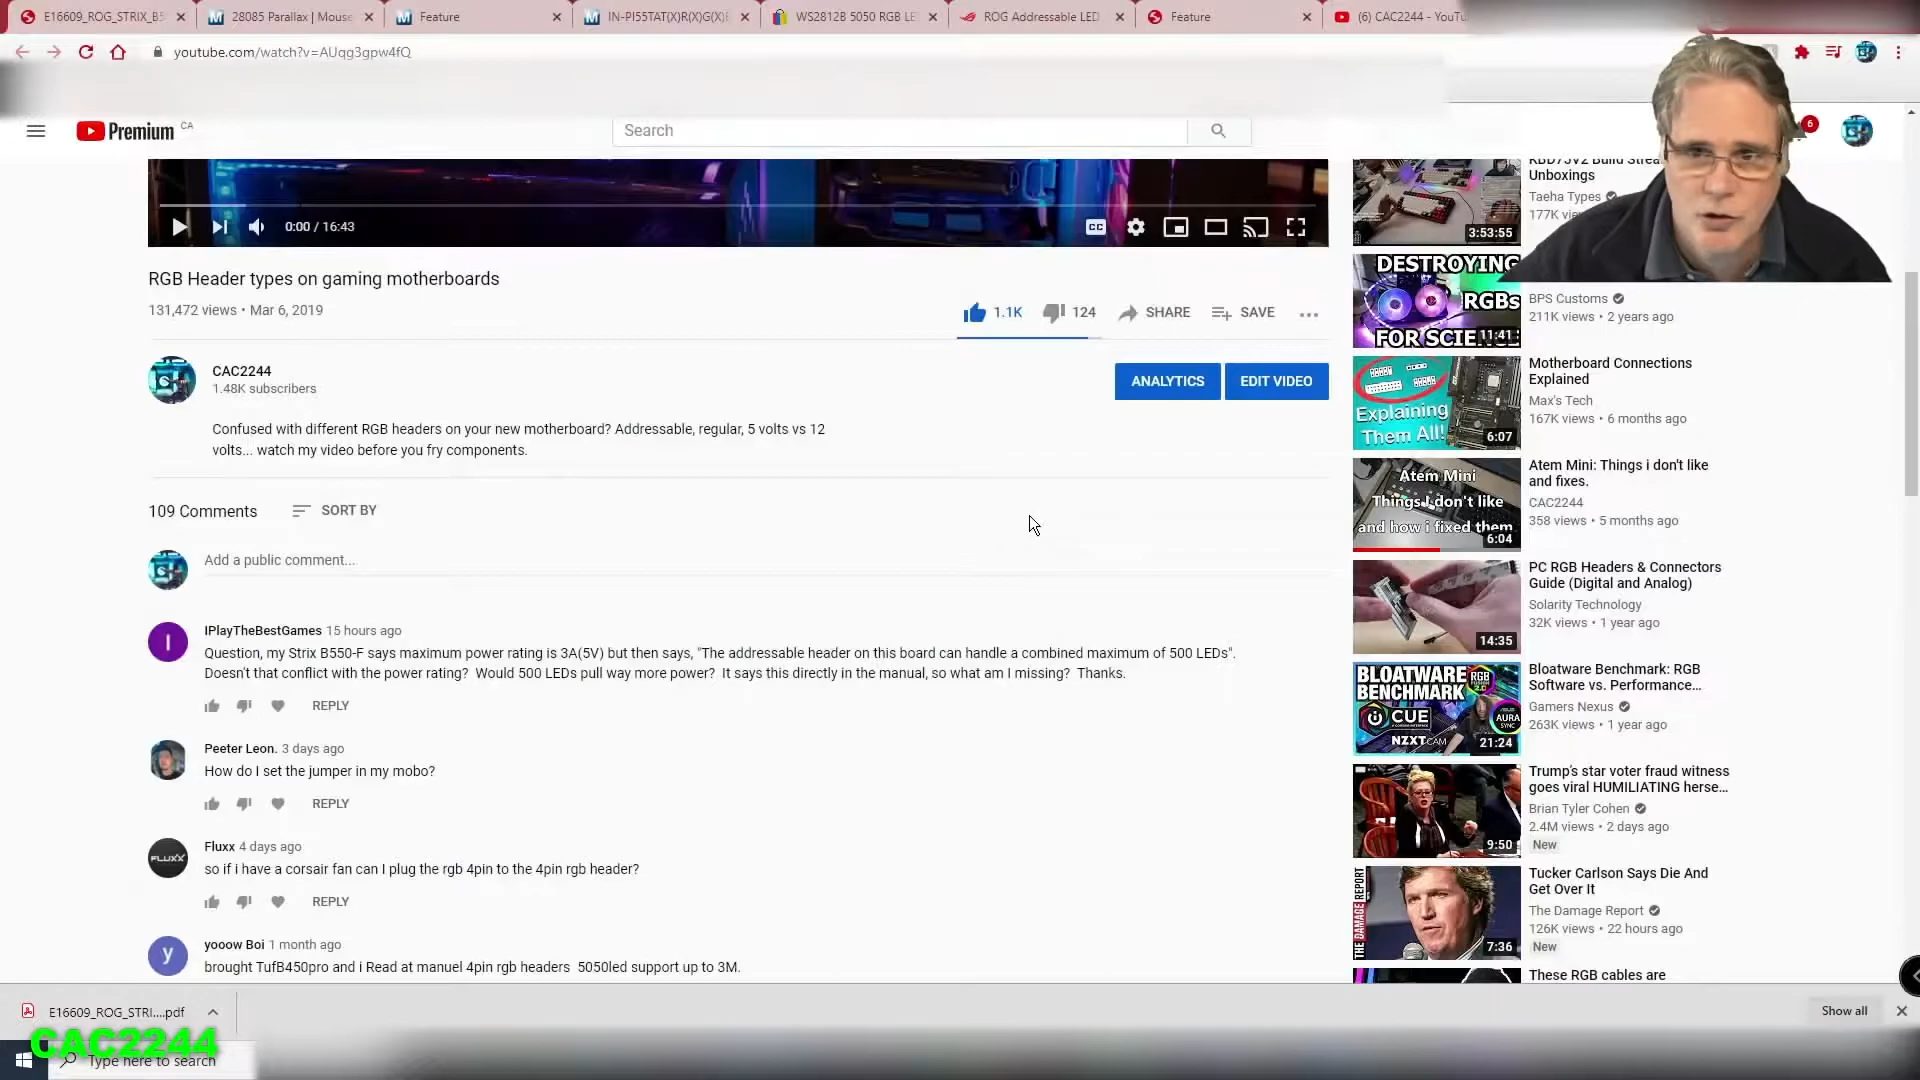 E16609_ROG_STRIX_B5
28085 Parallax | Mouse
Feature
IN-PI55TAT(X)R(X)G(X)
WS2812B 5050 RGB LE
ROG Addressable LED
Feature
(6) CAC2244 - YouTu
youtube.com/watch?v=AUqg3gpw4fQ
Premium CA
Search
6
0:00 / 16:43
CC
RGB Header types on gaming motherboards
131,472 views • Mar 6, 2019
1.1K
124
SHARE
SAVE
CAC2244
1.48K subscribers
ANALYTICS
EDIT VIDEO
Confused with different RGB headers on your new motherboard? Addressable, regular, 5 volts vs 12
volts... watch my video before you fry components.
109 Comments
SORT BY
Add a public comment...
I
IPlayTheBestGames 15 hours ago
Question, my Strix B550-F says maximum power rating is 3A(5V) but then says, "The addressable header on this board can handle a combined maximum of 500 LEDs".
Doesn't that conflict with the power rating? Would 500 LEDs pull way more power? It says this directly in the manual, so what am I missing? Thanks.
REPLY
Peeter Leon. 3 days ago
How do I set the jumper in my mobo?
REPLY
FLUXX
Fluxx 4 days ago
so if i have a corsair fan can I plug the rgb 4pin to the 4pin rgb header?
REPLY
y
yooow Boi 1 month ago
brought TufB450pro and i Read at manuel 4pin rgb headers 5050led support up to 3M.
KBD75V2 Build Strea
Unboxings
Taeha Types
177K
3:53:55
DESTROYING
RGBs
FOR SCIENC
11:41
BPS Customs
211K views • 2 years ago
Explaining
Them All!
6:07
Motherboard Connections
Explained
Max's Tech
167K views • 6 months ago
Atem Mini
Things I don't like
and how i fixed them
6:04
Atem Mini: Things i don't like
and fixes.
CAC2244
358 views • 5 months ago
14:35
PC RGB Headers & Connectors
Guide (Digital and Analog)
Solarity Technology
32K views • 1 year ago
BLOATWARE
BENCHMARK
RGB
CUE
NZXT CAM
AURA
SYNC
21:24
Bloatware Benchmark: RGB
Software vs. Performance...
Gamers Nexus
263K views • 1 year ago
9:50
Trump's star voter fraud witness
goes viral HUMILIATING herse...
Brian Tyler Cohen
2.4M views • 2 days ago
New
THE DAMAGE REPORT
7:36
Tucker Carlson Says Die And
Get Over It
The Damage Report
126K views • 22 hours ago
New
These RGB cables are
E16609_ROG_STRI....pdf
Show all
CAC2244
Type here to search